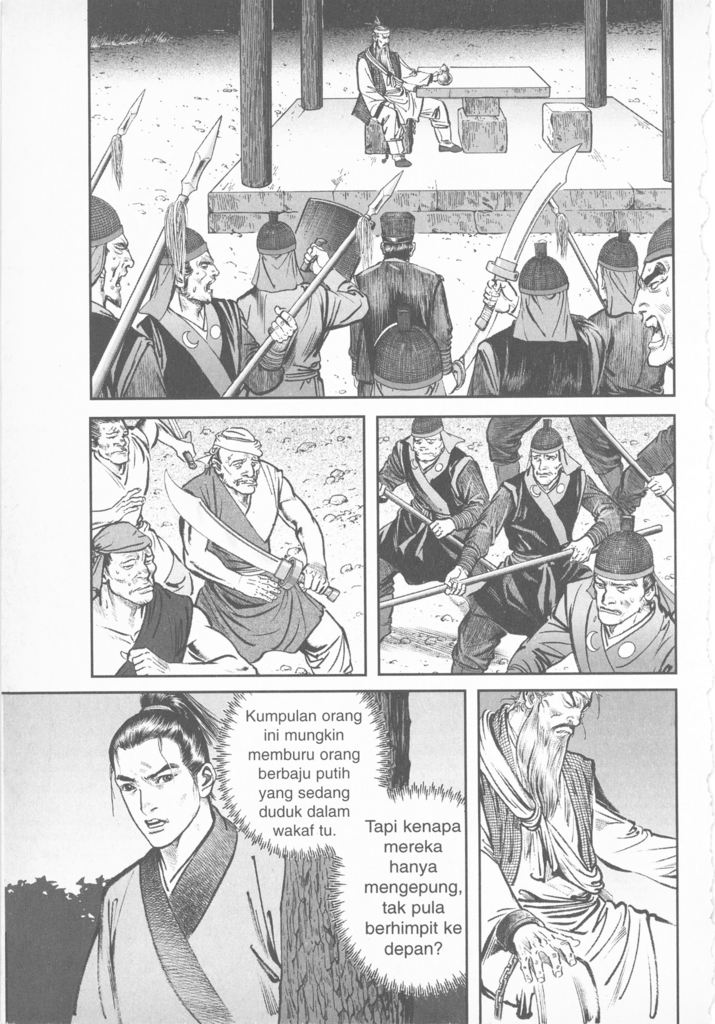 Kumpulan orang
ini mungkin
memburu orang
berbaju putih
yang sedang
duduk dalam
wakaf tu.
Tapi kenapa
mereka
hanya
mengepung,
tak pula
berhimpit ke
depan?